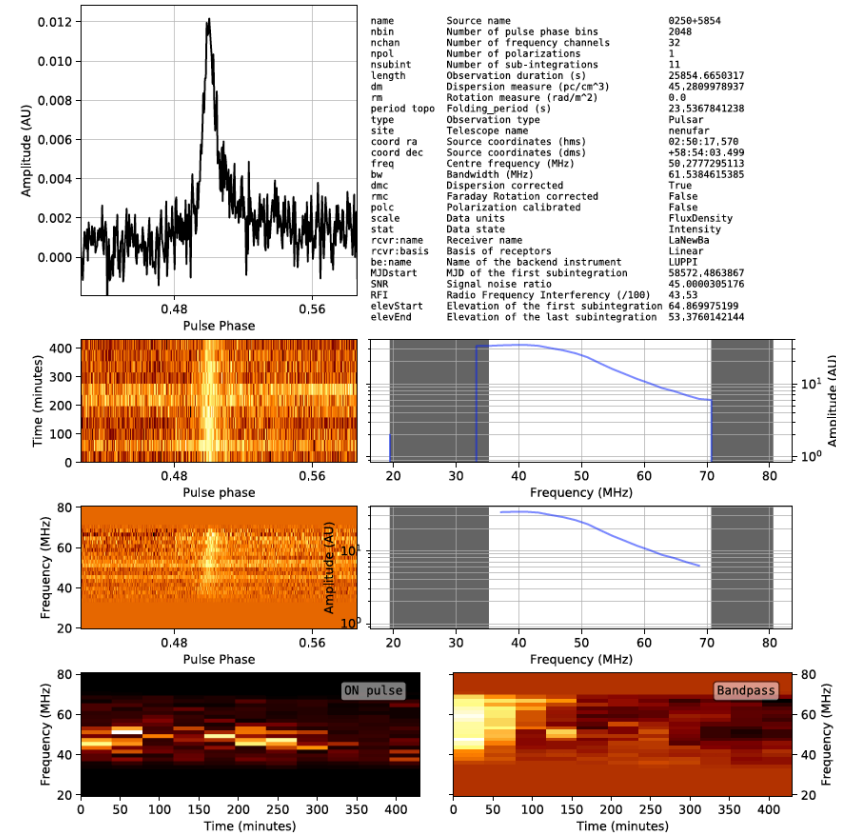 name Source name 0250+5854
nbin Number of pulse phase bins 2048
nchan Number of frequency channels 32
npol Number of polarizations 1
nsubint Number of sub-integrations 11
length Observation duration (s) 25854.6650317
dm Dispersion measure (pc/cm^3) 45,2809978937
rm Rotation measure (rad/m^2) 0.0
period topo Folding_period (s) 23.5367841238
type Observation type Pulsar
site Telescope name nenufar
coord ra Source coordinates (hms) 02:50:17,570
coord dec Source coordinates (dms) +58:54:03,499
freq Centre frequency (MHz) 50,2777295113
bw Bandwidth (MHz) 61.5384615385
dmc Dispersion corrected True
rmc Faraday Rotation corrected False
polc Polarization calibrated False
scale Data units FluxDensity
stat Data state Intensity
rcvr:name Receiver name LaNewBa
rcvr:basis Basis of receptors Linear
be:name Name of the backend instrument LUPPI
MJDstart MJD of the first subintegration 58572,4863867
SNR Signal noise ratio 45.0000305176
RFI Radio Frequency Interferency (/100) 43,53
elevStart Elevation of the first subintegration 64.869975199
elevEnd Elevation of the last subintegration 53.3760142144
Amplitude (AU)
0.012
0.010
0.008
0.006
0.004
0.002
0.000
0.48 0.56
Pulse Phase
Time (minutes)
400
300
200
100
0
0.48 0.56
Pulse phase
10^1
10^0
Amplitude (AU)
20 30 40 50 60 70 80
Frequency (MHz)
Frequency (MHz)
80
60
40
20
0.48 0.56
Pulse Phase
Amplitude (AU)
10^1
10^0
20 30 40 50 60 70 80
Frequency (MHz)
Frequency (MHz)
80
60
40
20
ON pulse
0 50 100 150 200 250 300 350 400
Time (minutes)
Bandpass
80
60
40
20
Frequency (MHz)
0 50 100 150 200 250 300 350 400
Time (minutes)